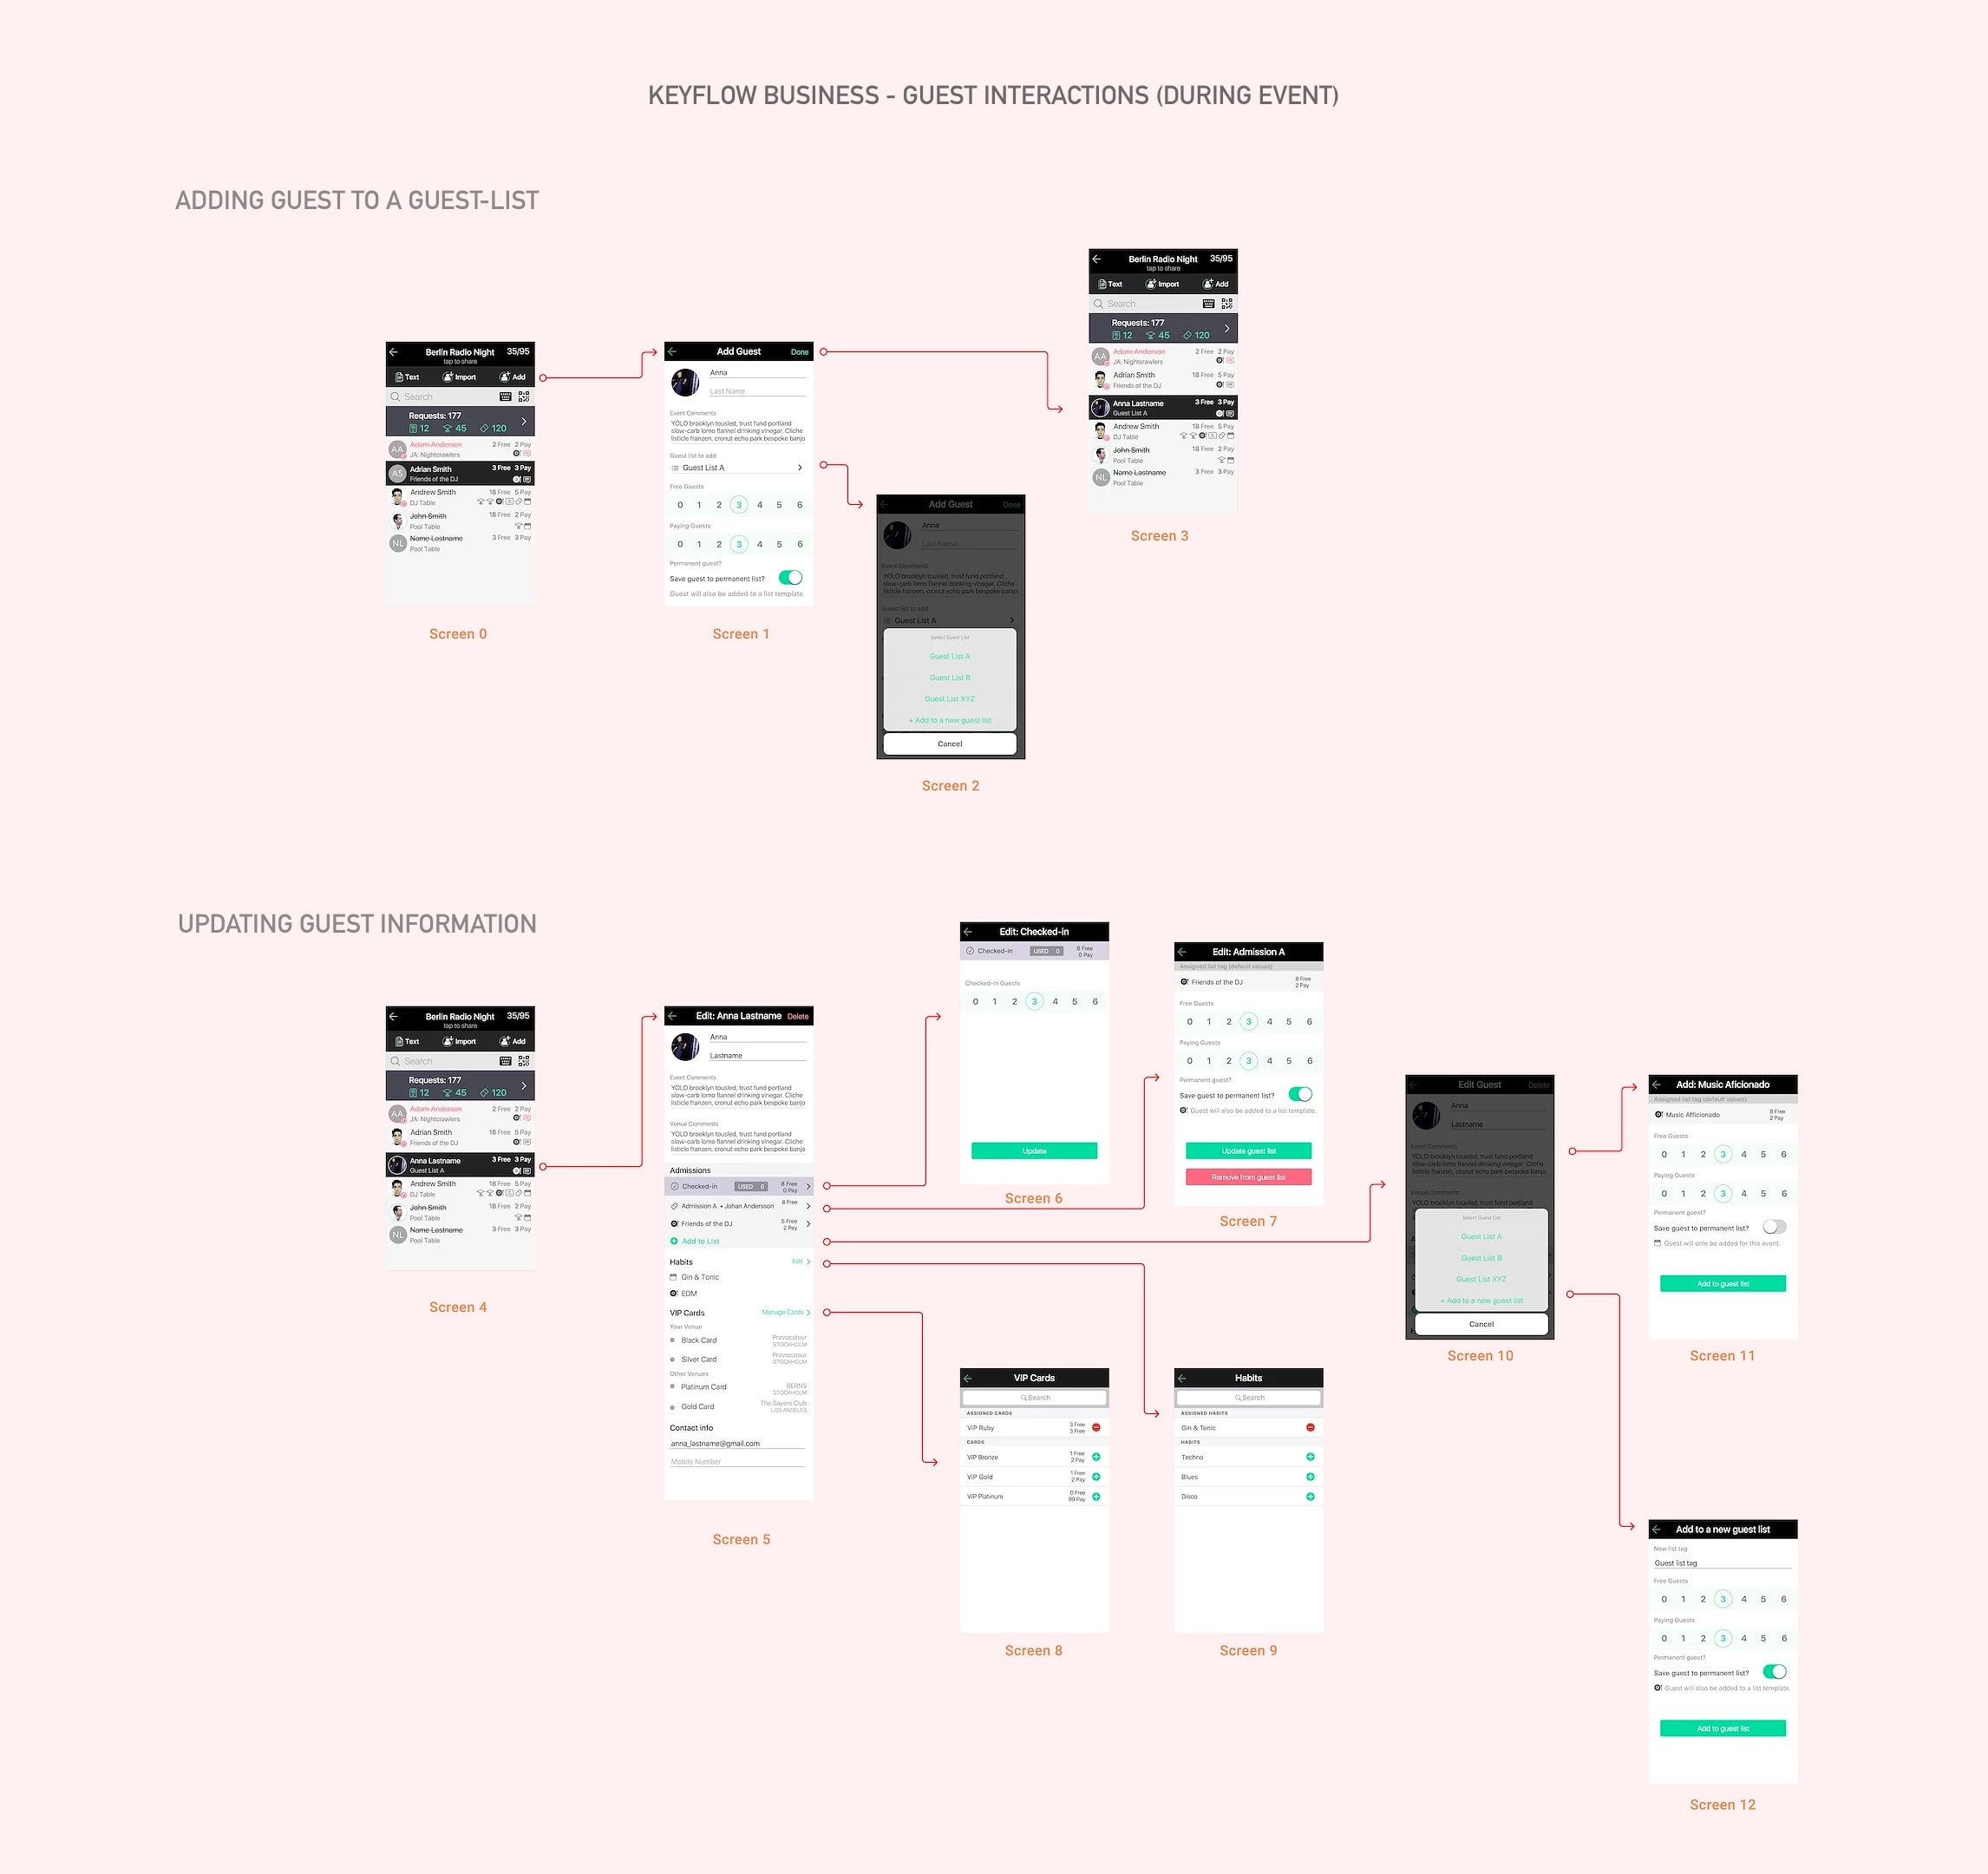 KEYFLOW BUSINESS - GUEST INTERACTIONS (DURING EVENT)
ADDING GUEST TO A GUEST-LIST
Berlin Radio Night 35/95
tap to share
Text Import Add
Search
Requests: 177
12 45 120
AA Adam Anderson 2 Free 2 Pay
JA: Nightcrawlers
AS Adrian Smith 3 Free 3 Pay
Friends of the DJ
Andrew Smith 18 Free 5 Pay
DJ Table
John Smith 18 Free 2 Pay
Pool Table
NL Name Lastname 3 Free 3 Pay
Pool Table
Screen 0
Add Guest Done
Anna
Last Name
Event Comments
YOLO brooklyn tousled, trust fund portland
slow-carb lomo flannel drinking vinegar. Cliche
listicle franzen, cronut echo park bespoke banjo
Guest list to add
Guest List A
Free Guests
0 1 2 3 4 5 6
Paying Guests
0 1 2 3 4 5 6
Permanent guest?
Save guest to permanent list?
Guest will also be added to a list template.
Screen 1
Add Guest Done
Anna
Last Name
Event Comments
YOLO brooklyn tousled, trust fund portland
slow-carb lomo flannel drinking vinegar. Cliche
listicle franzen, cronut echo park bespoke banjo
Guest list to add
Guest List A
Select Guest List
Guest List A
Guest List B
Guest List XYZ
+ Add to a new guest list
Cancel
Screen 2
Berlin Radio Night 35/95
tap to share
Text Import Add
Search
Requests: 177
12 45 120
AA Adam Anderson 2 Free 2 Pay
JA: Nightcrawlers
Adrian Smith 18 Free 5 Pay
Friends of the DJ
Anna Lastname 3 Free 3 Pay
Guest List A
Andrew Smith 18 Free 5 Pay
DJ Table
John Smith 18 Free 2 Pay
Pool Table
NL Name Lastname 3 Free 3 Pay
Pool Table
Screen 3
UPDATING GUEST INFORMATION
Berlin Radio Night 35/95
tap to share
Text Import Add
Search
Requests: 177
12 45 120
AA Adam Anderson 2 Free 2 Pay
JA: Nightcrawlers
Adrian Smith 18 Free 5 Pay
Friends of the DJ
Anna Lastname 3 Free 3 Pay
Guest List A
Andrew Smith 18 Free 5 Pay
DJ Table
John Smith 18 Free 2 Pay
Pool Table
NL Name Lastname 3 Free 3 Pay
Pool Table
Screen 4
Edit: Anna Lastname Delete
Anna
Lastname
Event Comments
YOLO brooklyn tousled, trust fund portland
slow-carb lomo flannel drinking vinegar. Cliche
listicle franzen, cronut echo park bespoke banjo
Venue Comments
YOLO brooklyn tousled, trust fund portland
slow-carb lomo flannel drinking vinegar. Cliche
listicle franzen, cronut echo park bespoke banjo
Admissions
Checked-in USED 0 8 Free
0 Pay
Admission A • Johan Andersson 8 Free
Friends of the DJ 5 Free
2 Pay
Add to List
Habits Edit
Gin & Tonic
EDM
VIP Cards Manage Cards
Your Venue
Black Card Provocateur
STOCKHOLM
Silver Card Provocateur
STOCKHOLM
Other Venues
Platinum Card BERNS
STOCKHOLM
Gold Card The Sayers Club
LOS ANGELES
Contact info
anna_lastname@gmail.com
Mobile Number
Screen 5
Edit: Checked-in
Checked-in USED 0 8 Free
0 Pay
Checked-in Guests
0 1 2 3 4 5 6
Update
Screen 6
Edit: Admission A
Assigned list tag (default values)
Friends of the DJ 8 Free
2 Pay
Free Guests
0 1 2 3 4 5 6
Paying Guests
0 1 2 3 4 5 6
Permanent guest?
Save guest to permanent list?
Guest will also be added to a list template.
Update guest list
Remove from guest list
Screen 7
VIP Cards
Search
ASSIGNED CARDS
VIP Ruby 3 Free
3 Free
CARDS
VIP Bronze 1 Free
2 Pay
VIP Gold 1 Free
2 Pay
VIP Platinum 0 Free
99 Pay
Screen 8
Habits
Search
ASSIGNED HABITS
Gin & Tonic
HABITS
Techno
Blues
Disco
Screen 9
Edit Guest Delete
Anna
Lastname
Event Comments
YOLO brooklyn tousled, trust fund portland
slow-carb lomo flannel drinking vinegar. Cliche
listicle franzen, cronut echo park bespoke banjo
Venue Comments
YOLO brooklyn tousled, trust fund portland
Select Guest List
Guest List A
Guest List B
Guest List XYZ
+ Add to a new guest list
Cancel
Screen 10
Add: Music Aficionado
Assigned list tag (default values)
Music Afficionado 8 Free
2 Pay
Free Guests
0 1 2 3 4 5 6
Paying Guests
0 1 2 3 4 5 6
Permanent guest?
Save guest to permanent list?
Guest will onle be added for this event.
Add to guest list
Screen 11
Add to a new guest list
New list tag
Guest list tag
Free Guests
0 1 2 3 4 5 6
Paying Guests
0 1 2 3 4 5 6
Permanent guest?
Save guest to permanent list?
Guest will also be added to a list template.
Add to guest list
Screen 12